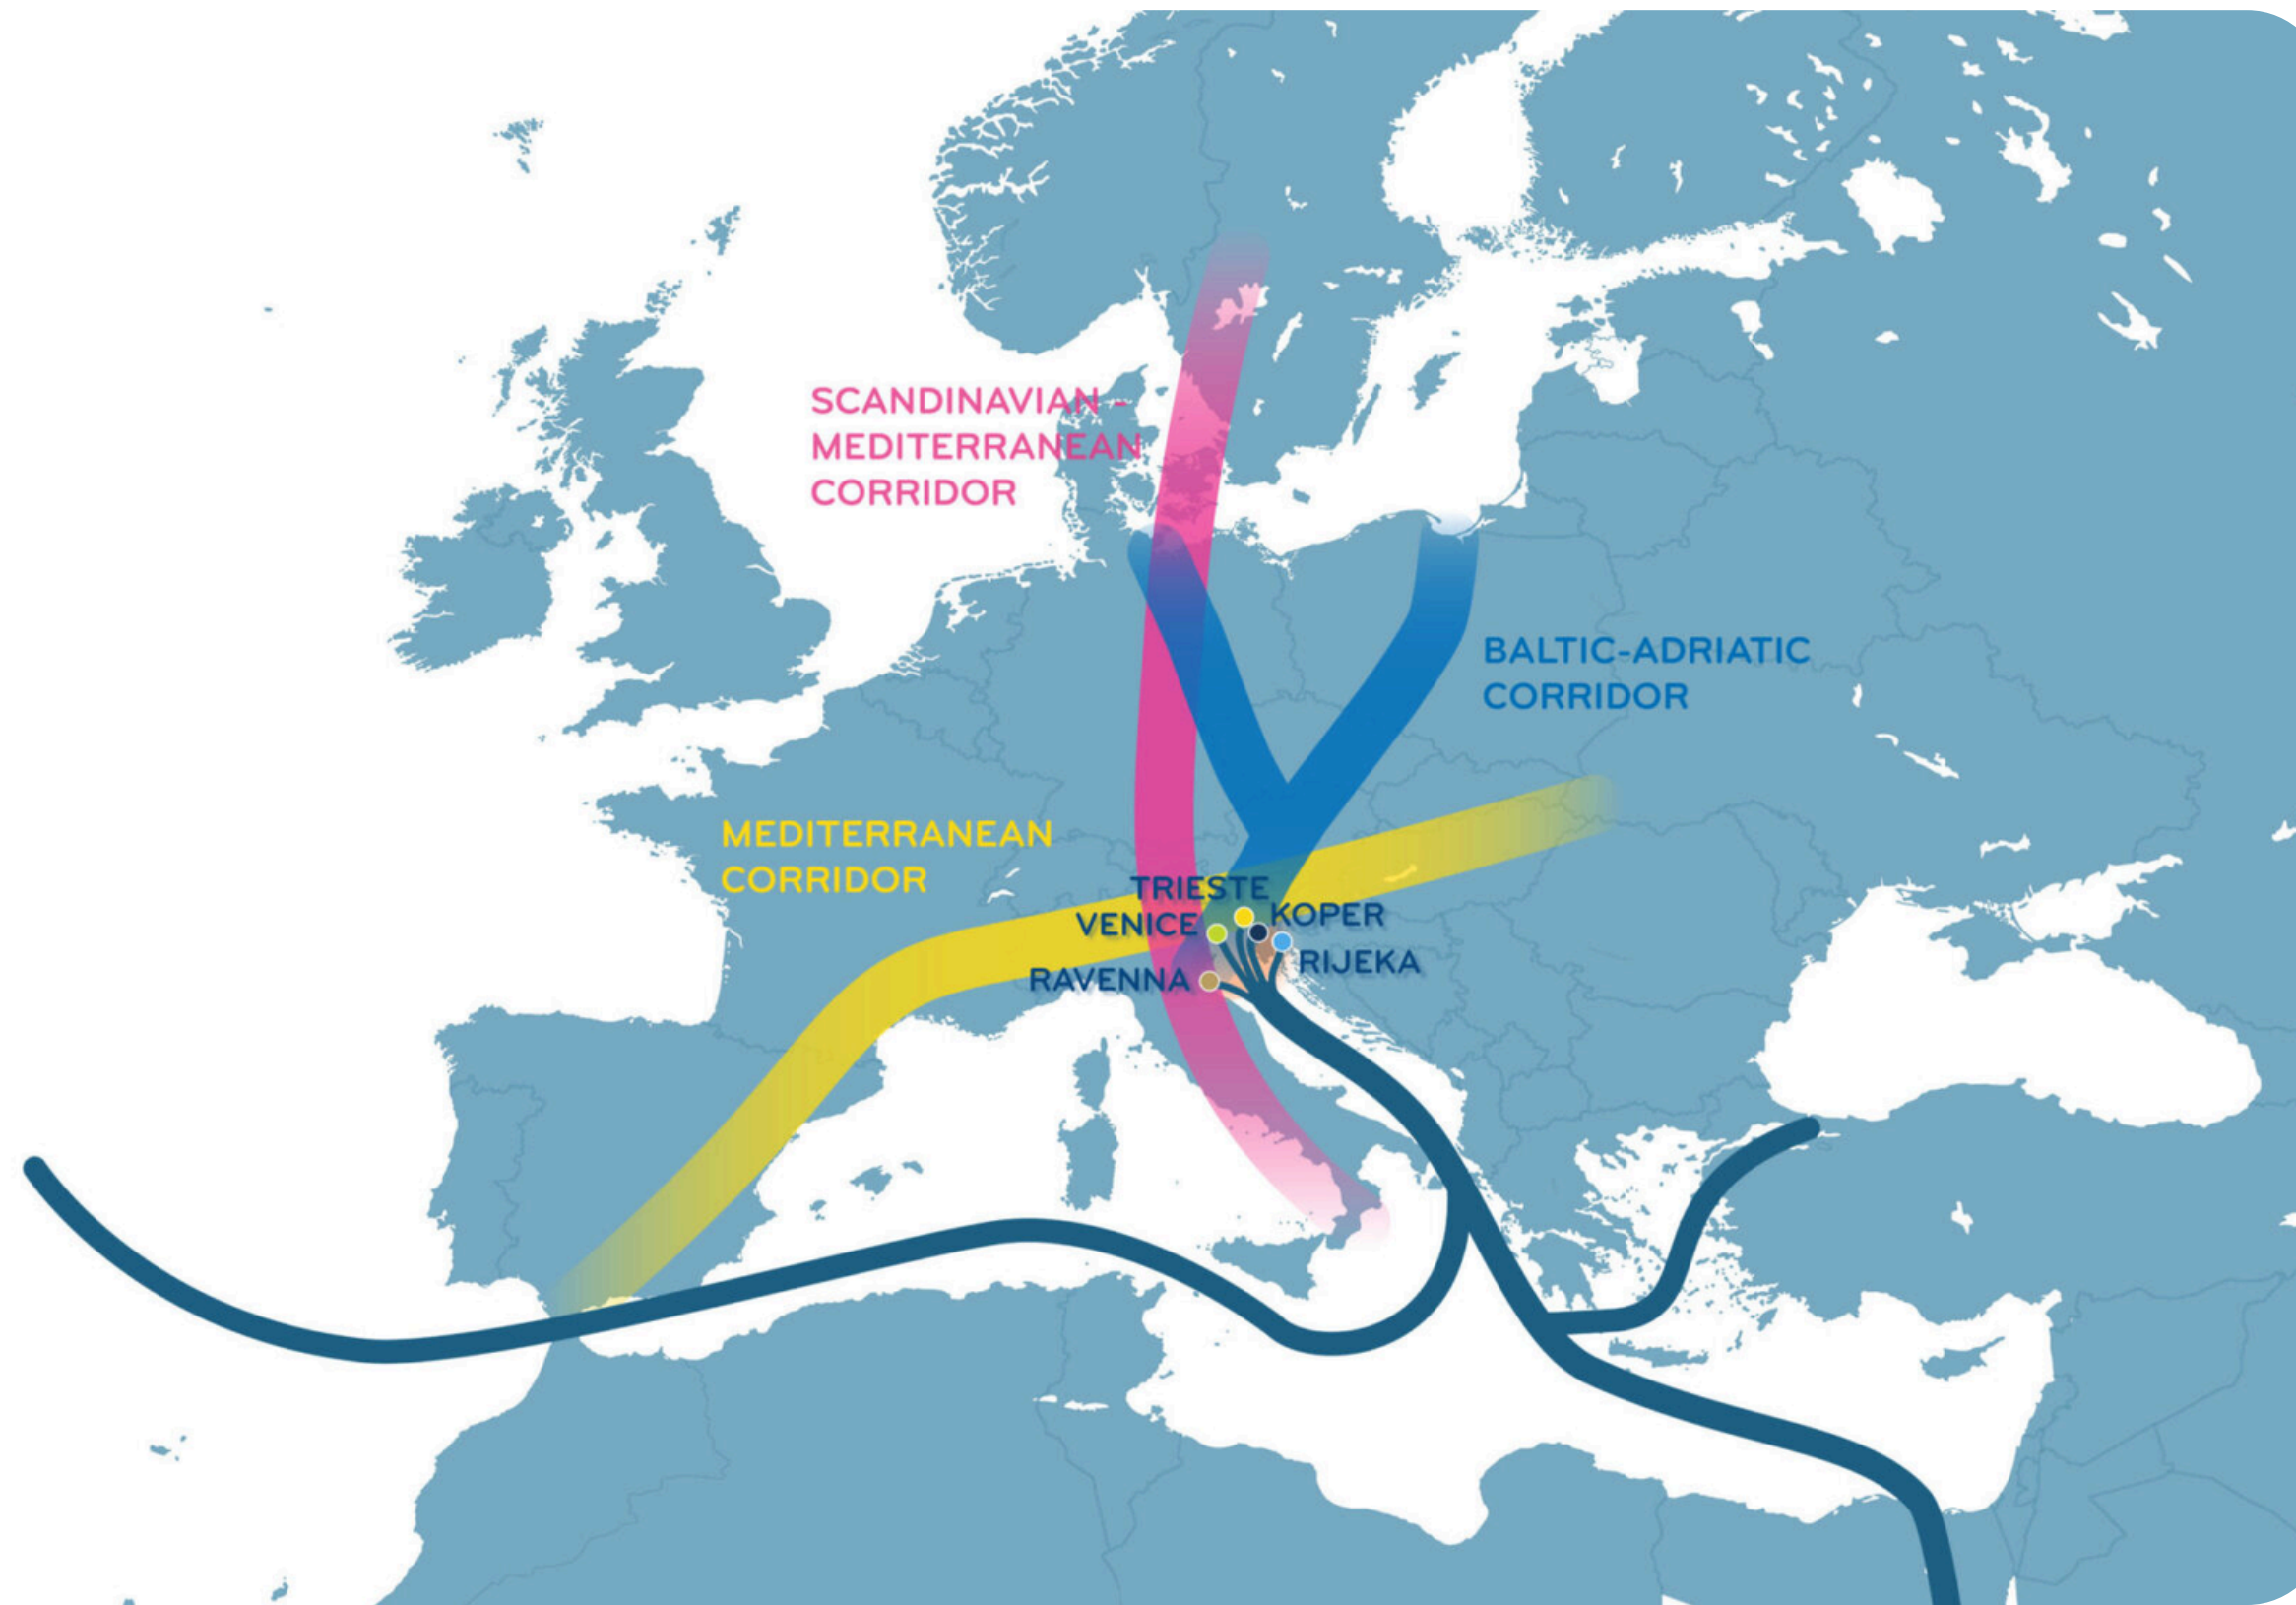 SCANDINAVIAN -
MEDITERRANEAN
CORRIDOR
BALTIC-ADRIATIC
CORRIDOR
MEDITERRANEAN
CORRIDOR
TRIESTE
KOPER
VENICE
RIJEKA
RAVENNA